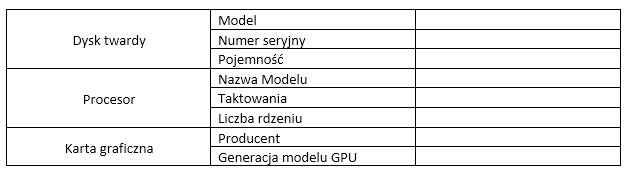 Dysk twardy
Model
Numer seryjny
Pojemność
Procesor
Nazwa Modelu
Taktowania
Liczba rdzeniu
Karta graficzna
Producent
Generacja modelu GPU